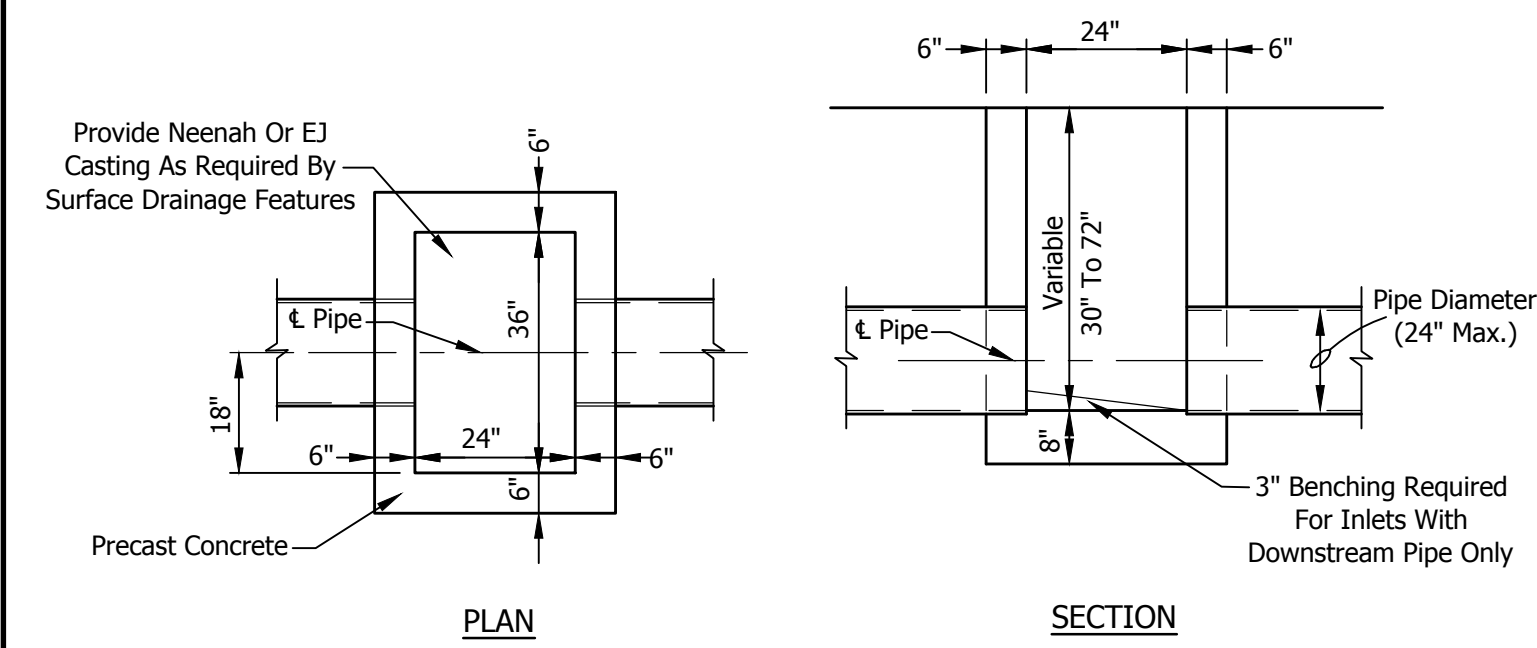 Provide Neenah Or EJ
Casting As Required By
Surface Drainage Features
6"
℄ Pipe
36"
18"
6"
24"
6"
6"
Precast Concrete
PLAN
6"
24"
6"
Variable
30" To 72"
℄ Pipe
Pipe Diameter
(24" Max.)
8"
3" Benching Required
For Inlets With
Downstream Pipe Only
SECTION